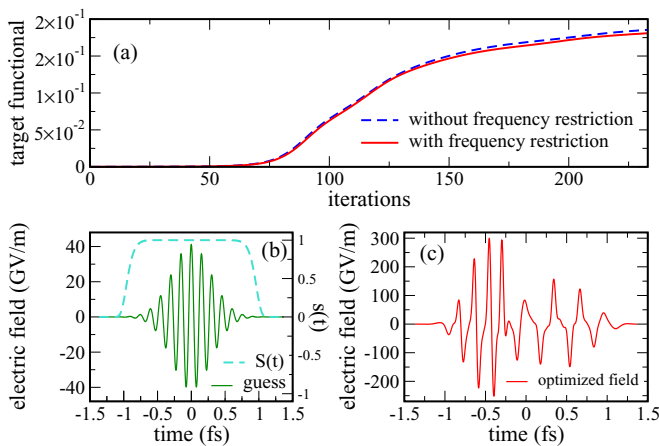 2×10⁻¹
(a)
2×10⁻¹
1×10⁻¹
5×10⁻²
0
target functional
without frequency restriction
with frequency restriction
0 50 100 150 200
iterations
(b)
40
20
0
-20
-40
electric field (GV/m)
1
0.5
0
-0.5
-1
s(t)
S(t)
guess
-1.5 -1 -0.5 0 0.5 1 1.5
time (fs)
(c)
300
200
100
0
-100
-200
electric field (GV/m)
optimized field
-1.5 -1 -0.5 0 0.5 1 1.5
time (fs)